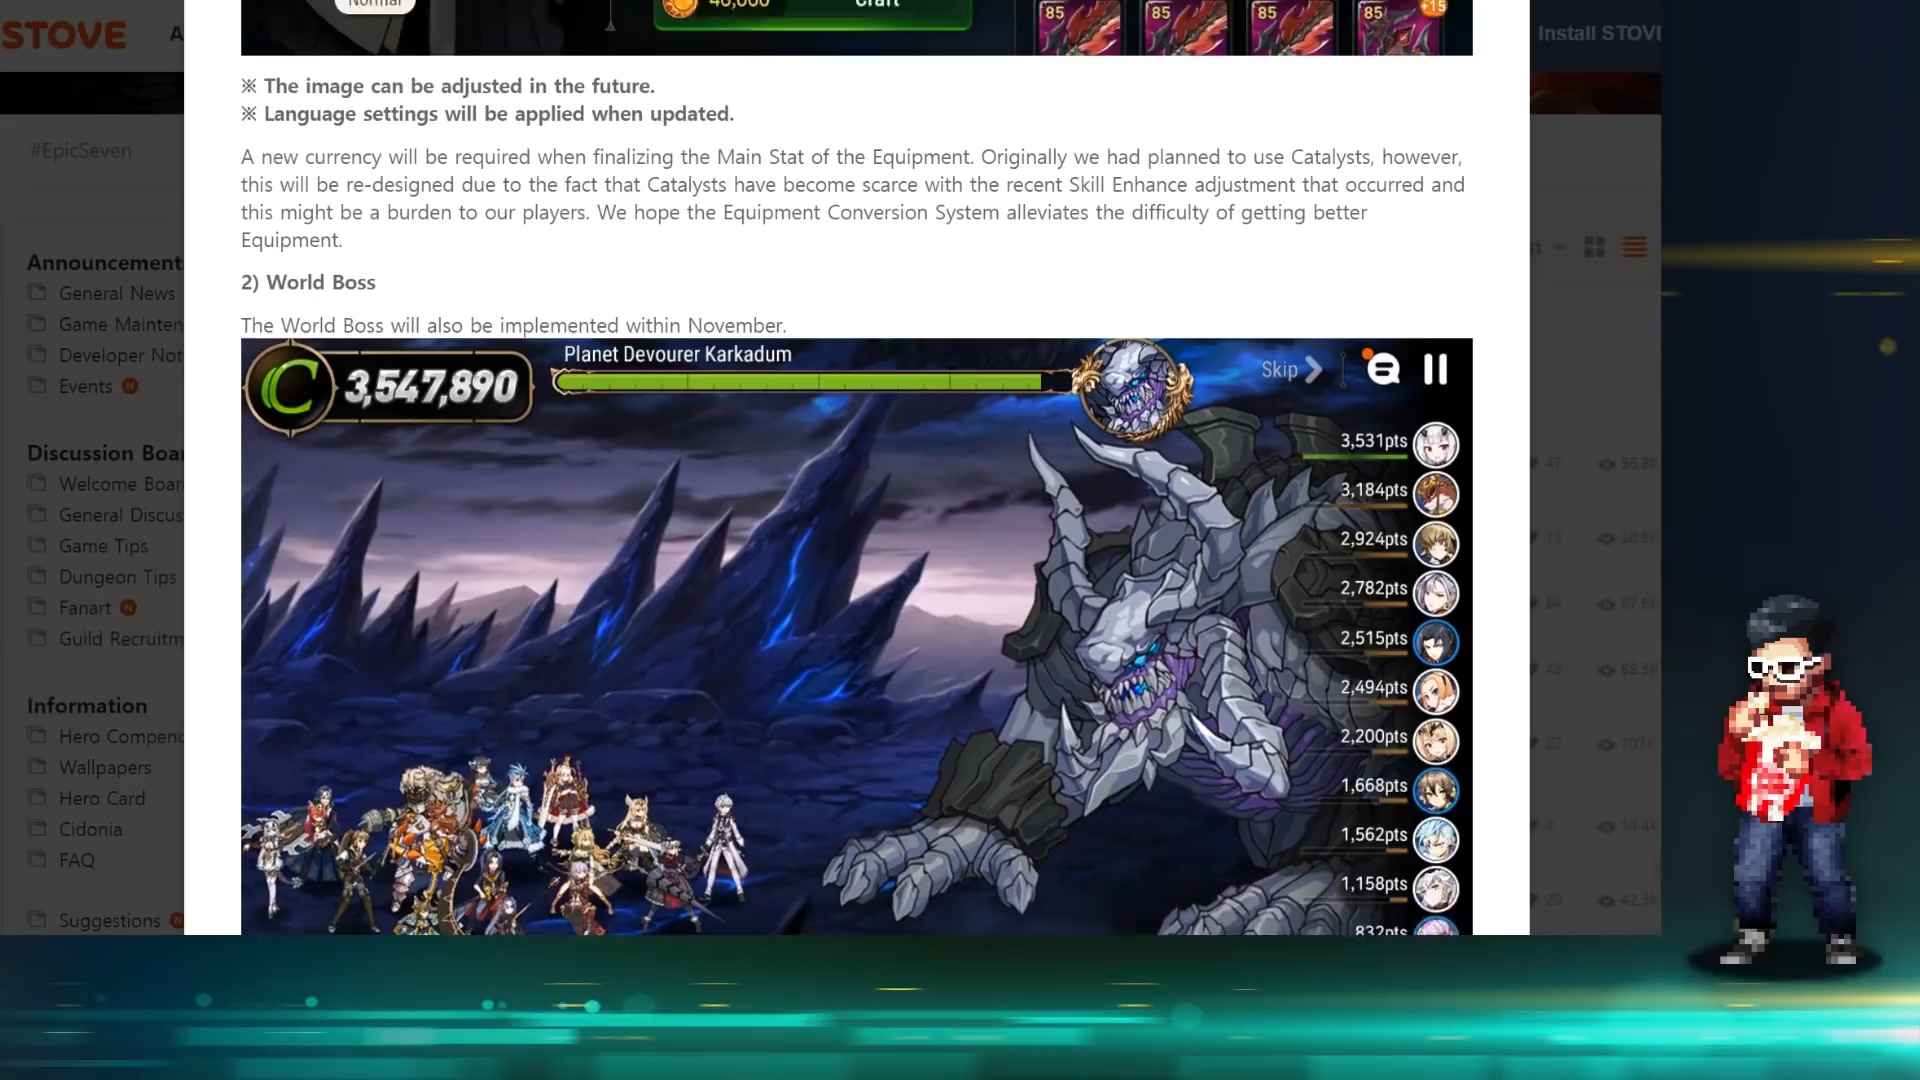 Normal
40,000
Craft
85
85
85
85
+15
STOVE
A
Install STOVE
※ The image can be adjusted in the future.
※ Language settings will be applied when updated.
#EpicSeven
A new currency will be required when finalizing the Main Stat of the Equipment. Originally we had planned to use Catalysts, however,
this will be re-designed due to the fact that Catalysts have become scarce with the recent Skill Enhance adjustment that occurred and
this might be a burden to our players. We hope the Equipment Conversion System alleviates the difficulty of getting better
Equipment.
2) World Boss
The World Boss will also be implemented within November.
Announcement
General News
Game Mainten
Developer Not
Events N
Discussion Boar
Welcome Boar
General Discus
Game Tips
Dungeon Tips
Fanart N
Guild Recruitm
Information
Hero Compend
Wallpapers
Hero Card
Cidonia
FAQ
Suggestions N
C 3,547,890
Planet Devourer Karkadum
Skip
3,531pts
3,184pts
2,924pts
2,782pts
2,515pts
2,494pts
2,200pts
1,668pts
1,562pts
1,158pts
832pts